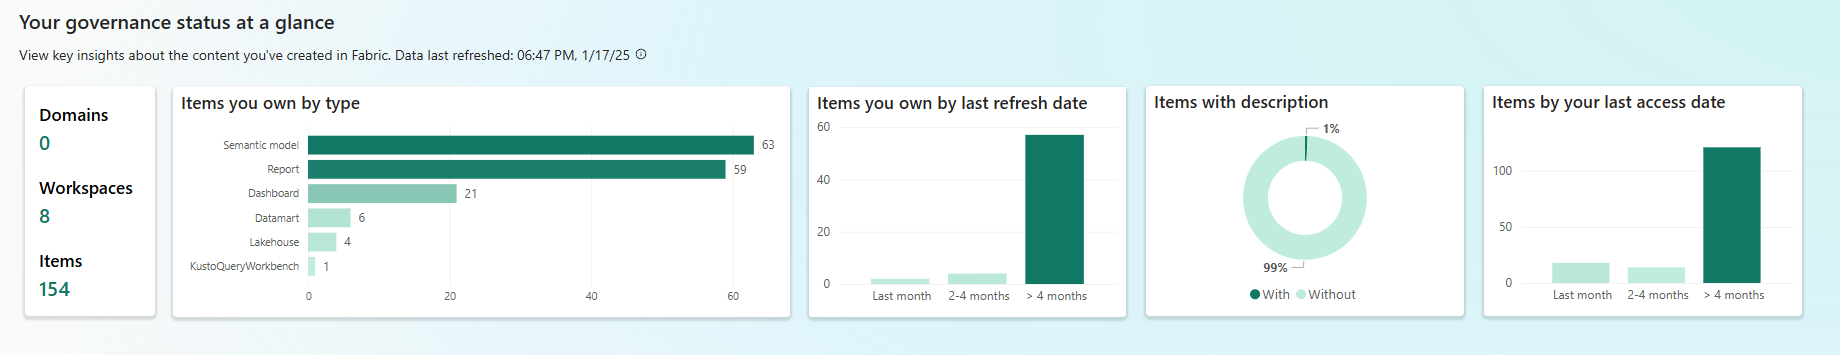 Your governance status at a glance
View key insights about the content you've created in Fabric. Data last refreshed: 06:47 PM, 1/17/25
Domains
0
Workspaces
8
Items
154
Items you own by type
Semantic model 63
Report 59
Dashboard 21
Datamart 6
Lakehouse 4
KustoQueryWorkbench 1
0 20 40 60
Items you own by last refresh date
60
40
20
0
Last month 2-4 months > 4 months
Items with description
1%
99%
With Without
Items by your last access date
100
50
0
Last month 2-4 months > 4 months